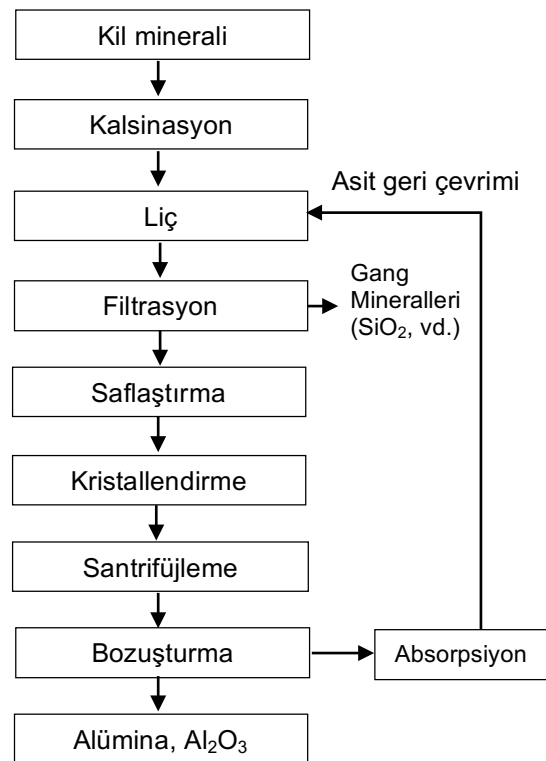 Kil minerali
Kalsinasyon
Asit geri çevrimi
Liç
Gang
Mineralleri
(SiO₂, vd.)
Filtrasyon
Saflaştırma
Kristallendirme
Santrifüjleme
Bozuşturma
Absorpsiyon
Alümina, Al₂O₃